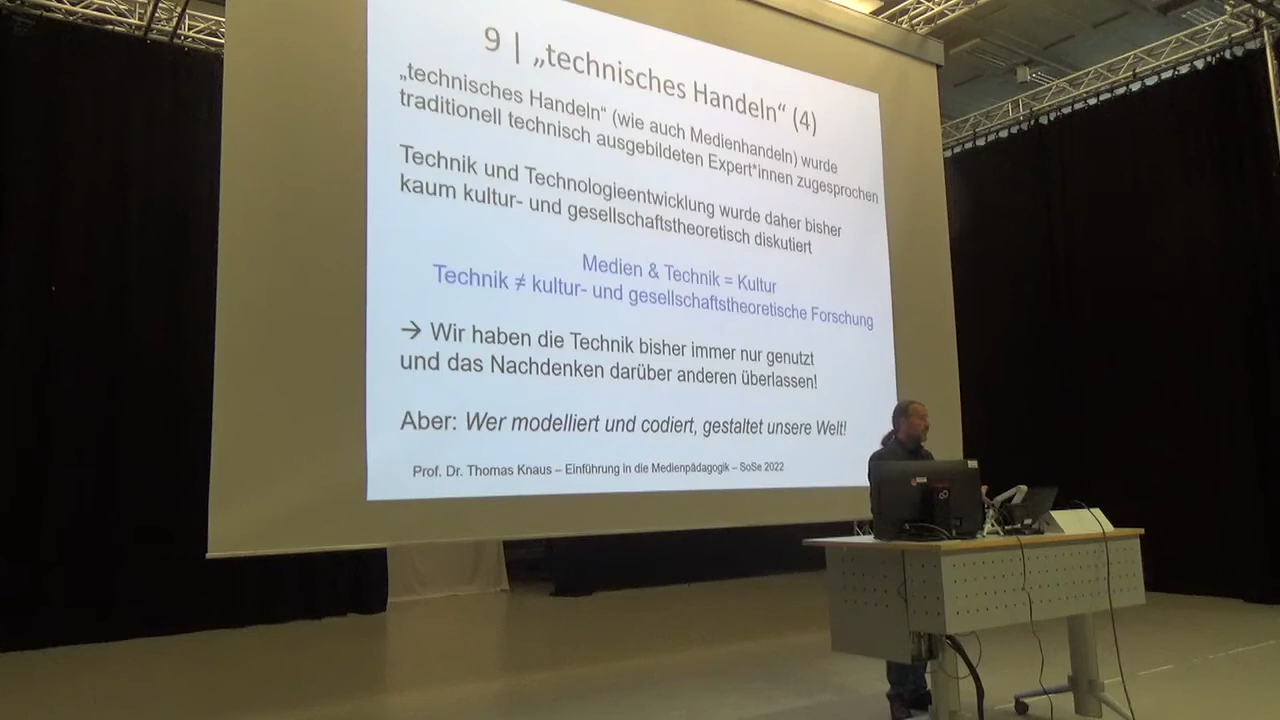 9 | „technisches Handeln“ (4)
„technisches Handeln“ (wie auch Medienhandeln) wurde
traditionell technisch ausgebildeten Expert*innen zugesprochen
Technik und Technologieentwicklung wurde daher bisher
kaum kultur- und gesellschaftstheoretisch diskutiert
Medien & Technik = Kultur
Technik ≠ kultur- und gesellschaftstheoretische Forschung
→ Wir haben die Technik bisher immer nur genutzt
und das Nachdenken darüber anderen überlassen!
Aber: Wer modelliert und codiert, gestaltet unsere Welt!
Prof. Dr. Thomas Knaus – Einführung in die Medienpädagogik – SoSe 2022